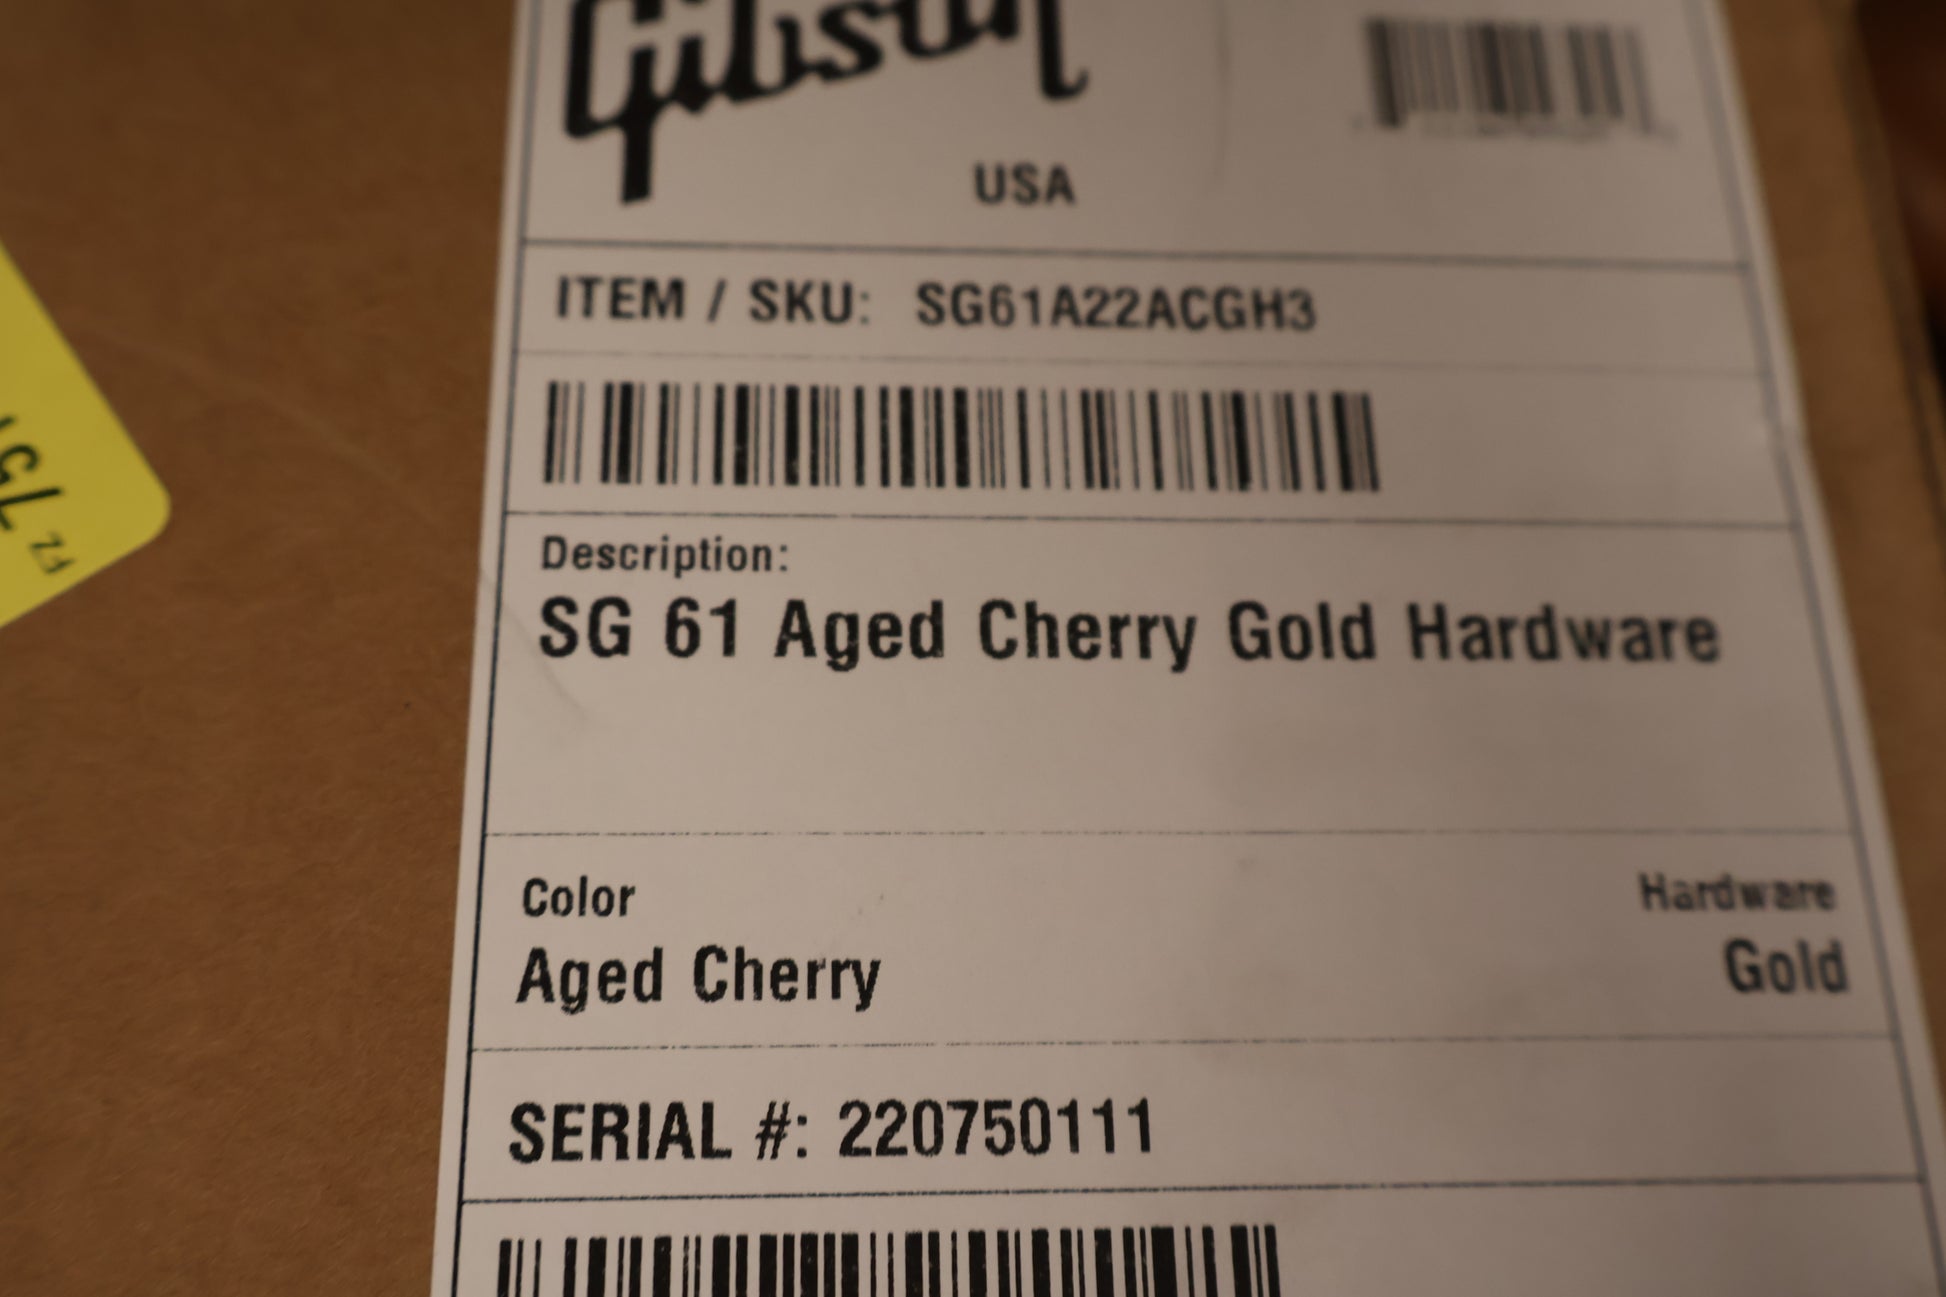 Gibson
USA
ITEM / SKU: SG61A22ACGH3
Description:
SG 61 Aged Cherry Gold Hardware
Color
Hardware
Aged Cherry
Gold
SERIAL #: 220750111